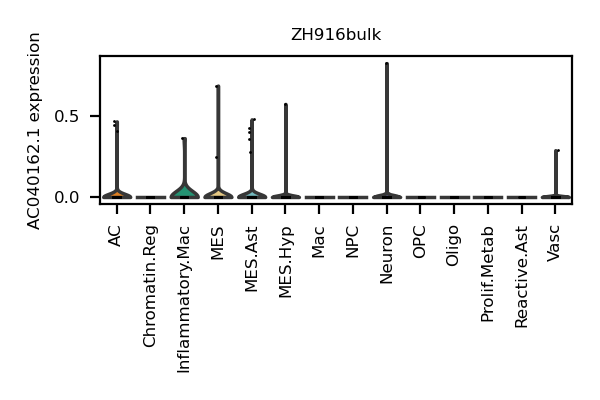 ZH916bulk
AC040162.1 expression
0.5
0.0
AC
Chromatin.Reg
Inflammatory.Mac
MES
MES.Ast
MES.Hyp
Mac
NPC
Neuron
OPC
Oligo
Prolif.Metab
Reactive.Ast
Vasc